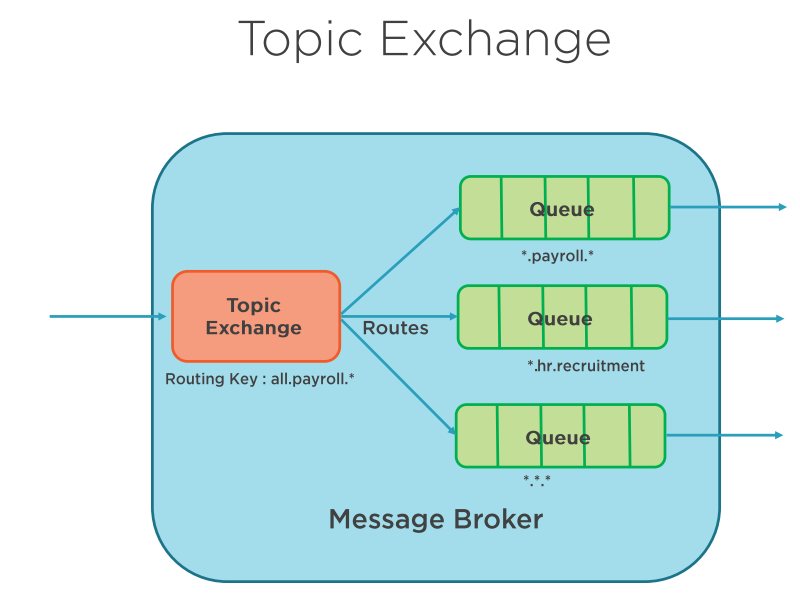 Topic Exchange
Queue
*.payroll.*
Topic
Exchange
Routes
Queue
Routing Key : all.payroll.*
*.hr.recruitment
Queue
*.*.*
Message Broker